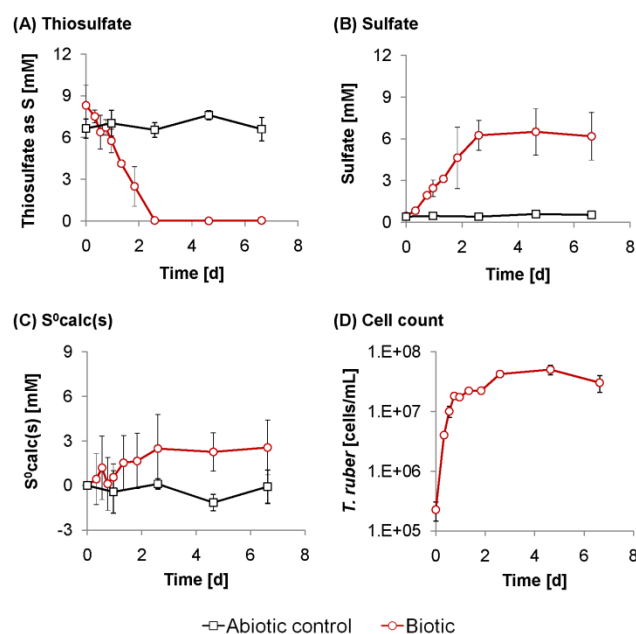 (A) Thiosulfate
Thiosulfate as S [mM]
12
9
6
3
0
0 2 4 6 8
Time [d]
(B) Sulfate
Sulfate [mM]
12
9
6
3
0
0 2 4 6 8
Time [d]
(C) S⁰calc(s)
S⁰calc(s) [mM]
9
6
3
0
-3
0 2 4 6 8
Time [d]
(D) Cell count
T. ruber [cells/mL]
1.E+08
1.E+07
1.E+06
1.E+05
0 2 4 6 8
Time [d]
Abiotic control
Biotic